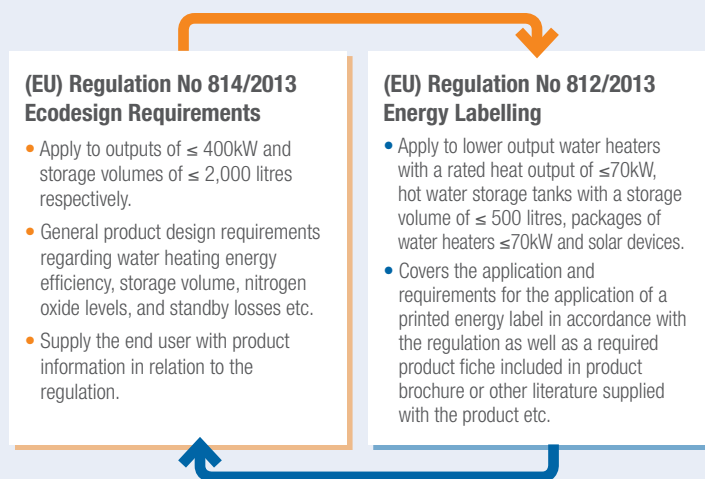 (EU) Regulation No 814/2013
Ecodesign Requirements
• Apply to outputs of ≤ 400kW and
storage volumes of ≤ 2,000 litres
respectively.
• General product design requirements
regarding water heating energy
efficiency, storage volume, nitrogen
oxide levels, and standby losses etc.
• Supply the end user with product
information in relation to the
regulation.
(EU) Regulation No 812/2013
Energy Labelling
• Apply to lower output water heaters
with a rated heat output of ≤70kW,
hot water storage tanks with a storage
volume of ≤ 500 litres, packages of
water heaters ≤70kW and solar devices.
• Covers the application and
requirements for the application of a
printed energy label in accordance with
the regulation as well as a required
product fiche included in product
brochure or other literature supplied
with the product etc.